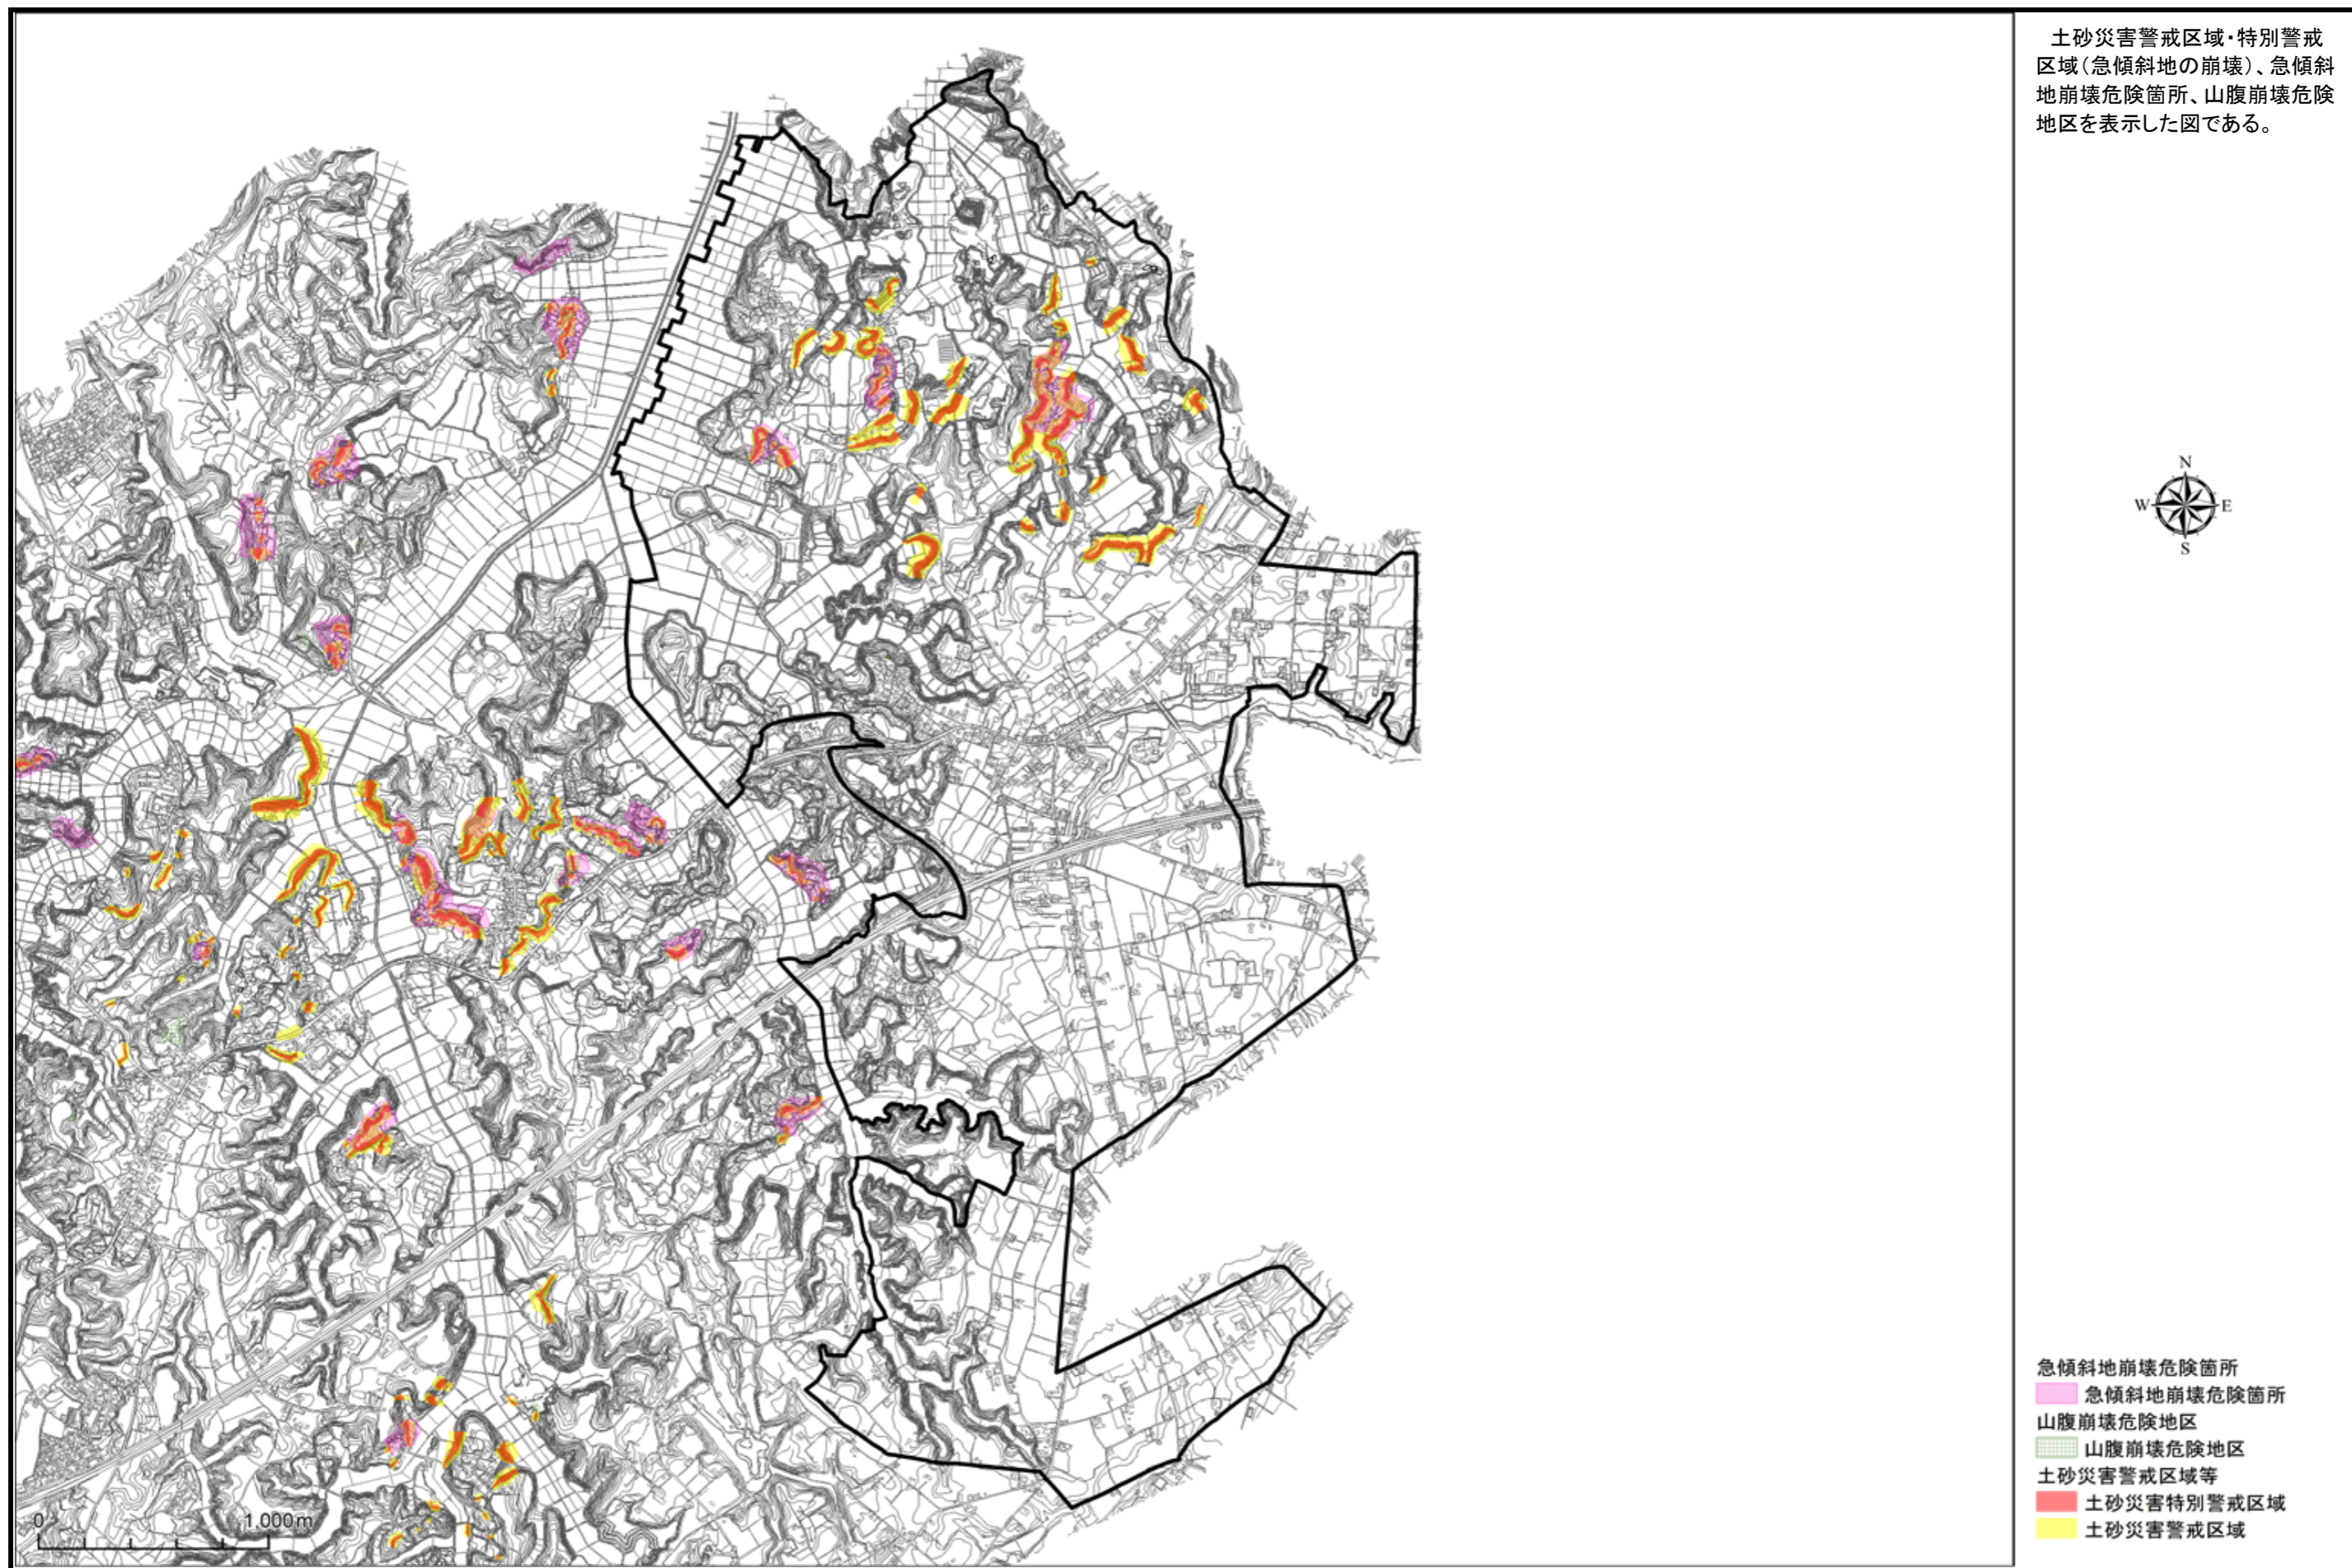 土砂災害警戒区域・特別警戒
区域（急傾斜地の崩壊）、急傾斜
地崩壊危険箇所、山腹崩壊危険
地区を表示した図である。
N
W E
S
急傾斜地崩壊危険箇所
急傾斜地崩壊危険箇所
山腹崩壊危険地区
山腹崩壊危険地区
土砂災害警戒区域等
土砂災害特別警戒区域
土砂災害警戒区域
0 1,000m